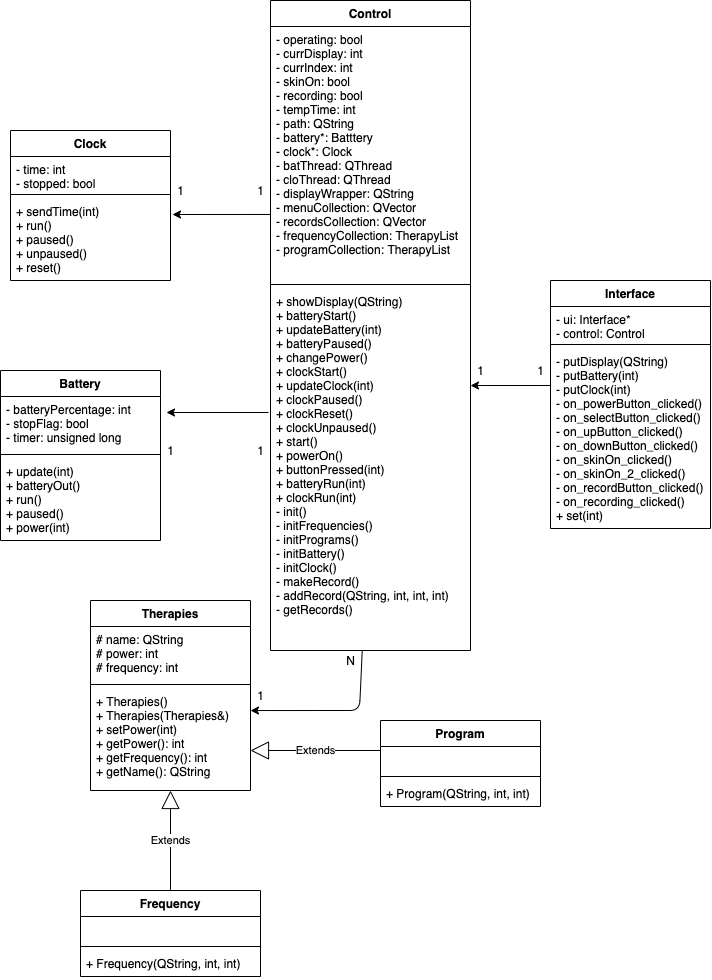 Control
- operating: bool
- currDisplay: int
- currIndex: int
- skinOn: bool
- recording: bool
- tempTime: int
- path: QString
- battery*: Batttery
- clock*: Clock
- batThread: QThread
- cloThread: QThread
- displayWrapper: QString
- menuCollection: QVector
- recordsCollection: QVector
- frequencyCollection: TherapyList
- programCollection: TherapyList
+ showDisplay(QString)
+ batteryStart()
+ updateBattery(int)
+ batteryPaused()
+ changePower()
+ clockStart()
+ updateClock(int)
+ clockPaused()
+ clockReset()
+ clockUnpaused()
+ start()
+ powerOn()
+ buttonPressed(int)
+ batteryRun(int)
+ clockRun(int)
- init()
- initFrequencies()
- initPrograms()
- initBattery()
- initClock()
- makeRecord()
- addRecord(QString, int, int, int)
- getRecords()
Clock
- time: int
- stopped: bool
+ sendTime(int)
+ run()
+ paused()
+ unpaused()
+ reset()
1
1
Interface
- ui: Interface*
- control: Control
- putDisplay(QString)
- putBattery(int)
- putClock(int)
- on_powerButton_clicked()
- on_selectButton_clicked()
- on_upButton_clicked()
- on_downButton_clicked()
- on_skinOn_clicked()
- on_skinOn_2_clicked()
- on_recordButton_clicked()
- on_recording_clicked()
+ set(int)
1
1
Battery
- batteryPercentage: int
- stopFlag: bool
- timer: unsigned long
+ update(int)
+ batteryOut()
+ run()
+ paused()
+ power(int)
1
1
Therapies
# name: QString
# power: int
# frequency: int
+ Therapies()
+ Therapies(Therapies&)
+ setPower(int)
+ getPower(): int
+ getFrequency(): int
+ getName(): QString
N
1
Extends
Program
+ Program(QString, int, int)
Extends
Frequency
+ Frequency(QString, int, int)